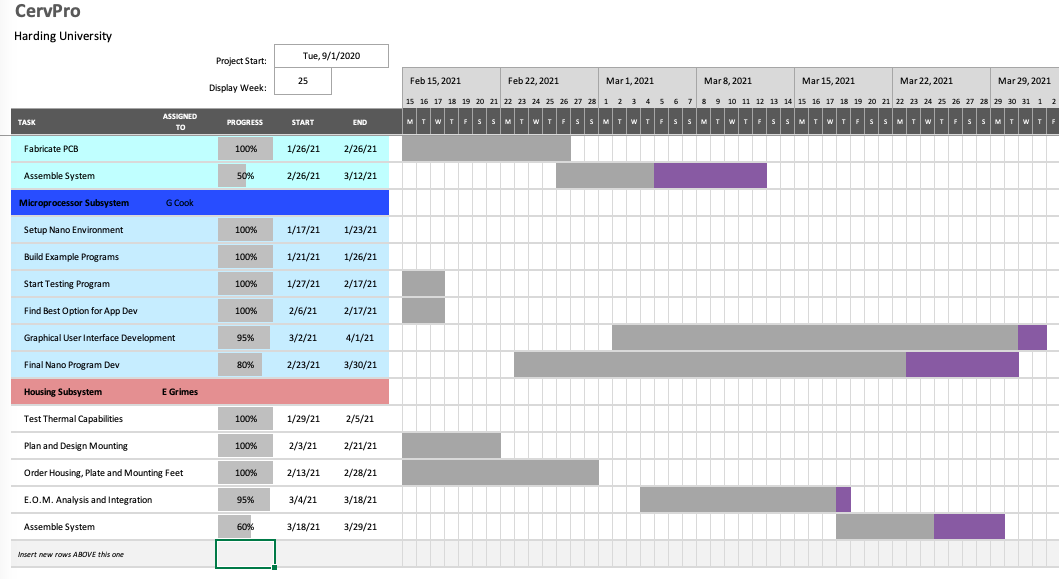 CervPro
Harding University
Project Start: Tue, 9/1/2020
Display Week: 25
Feb 15, 2021 Feb 22, 2021 Mar 1, 2021 Mar 8, 2021 Mar 15, 2021 Mar 22, 2021 Mar 29, 2021
15 16 17 18 19 20 21 22 23 24 25 26 27 28 1 2 3 4 5 6 7 8 9 10 11 12 13 14 15 16 17 18 19 20 21 22 23 24 25 26 27 28 29 30 31 1 2
TASK ASSIGNED TO PROGRESS START END M T W T F S S M T W T F S S M T W T F S S M T W T F S S M T W T F S S M T W T F S S M T W T F
Fabricate PCB 100% 1/26/21 2/26/21
Assemble System 50% 2/26/21 3/12/21
Microprocessor Subsystem G Cook
Setup Nano Environment 100% 1/17/21 1/23/21
Build Example Programs 100% 1/21/21 1/26/21
Start Testing Program 100% 1/27/21 2/17/21
Find Best Option for App Dev 100% 2/6/21 2/17/21
Graphical User Interface Development 95% 3/2/21 4/1/21
Final Nano Program Dev 80% 2/23/21 3/30/21
Housing Subsystem E Grimes
Test Thermal Capabilities 100% 1/29/21 2/5/21
Plan and Design Mounting 100% 2/3/21 2/21/21
Order Housing, Plate and Mounting Feet 100% 2/13/21 2/28/21
E.O.M. Analysis and Integration 95% 3/4/21 3/18/21
Assemble System 60% 3/18/21 3/29/21
Insert new rows ABOVE this one